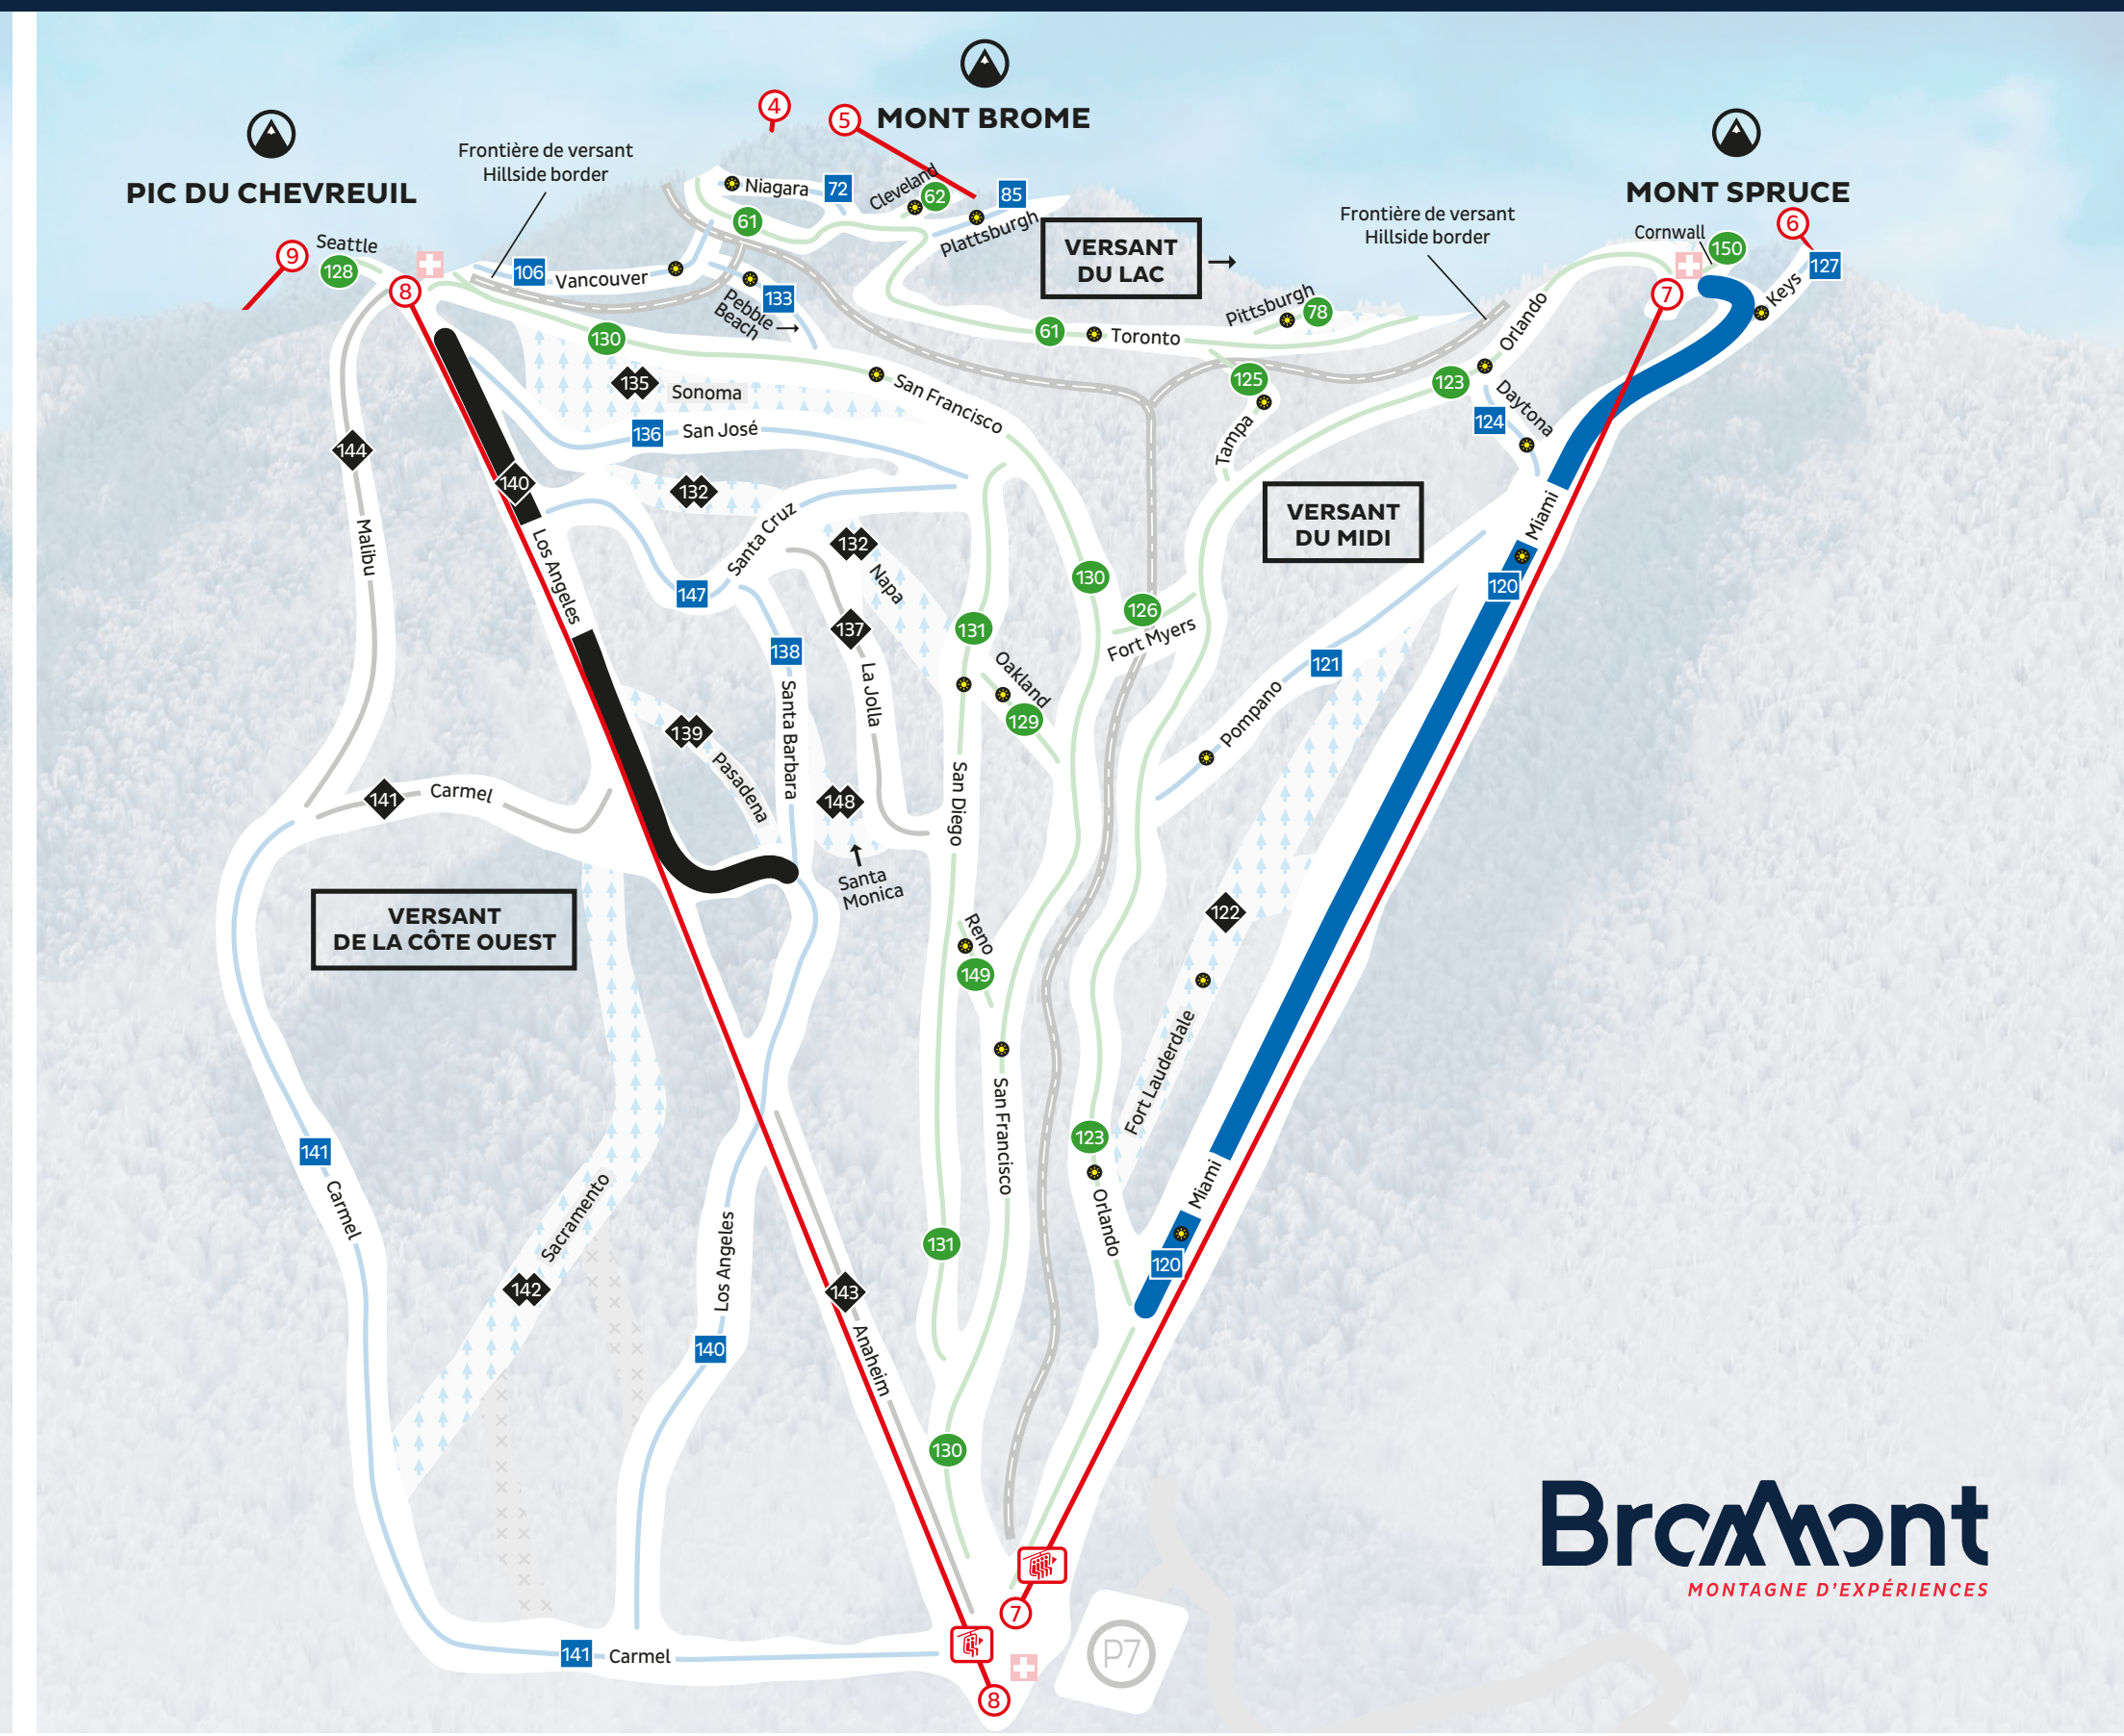 MONT BROME
PIC DU CHEVREUIL
MONT SPRUCE
4
5
6
9
8
7
Frontière de versant
Hillside border
Frontière de versant
Hillside border
Seattle
128
Niagara
72
Cleveland
62
85
Plattsburgh
61
106
Vancouver
133
Pebble
Beach
VERSANT
DU LAC
Cornwall
150
127
Keys
Pittsburgh
78
61
Toronto
Orlando
130
135
Sonoma
San Francisco
125
Tampa
123
Daytona
124
136
San José
144
Malibu
140
Los Angeles
132
Santa Cruz
132
Napa
147
VERSANT
DU MIDI
Miami
120
130
126
Fort Myers
131
137
La Jolla
138
Santa Barbara
Oakland
129
121
Pompano
139
Pasadena
148
Santa
Monica
San Diego
141
Carmel
VERSANT
DE LA CÔTE OUEST
Reno
149
122
Fort Lauderdale
San Francisco
123
Orlando
Miami
120
141
Carmel
Sacramento
142
Los Angeles
140
131
143
Anaheim
130
141
Carmel
7
8
P7
Bromont
MONTAGNE D'EXPÉRIENCES